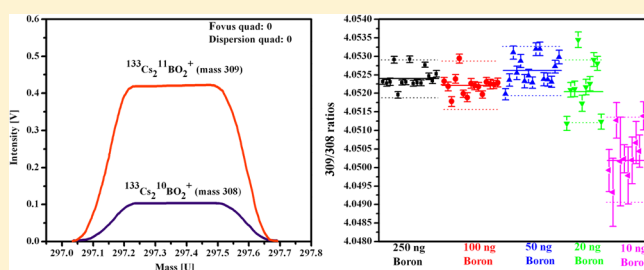 Fovus quad: 0
Dispersion quad: 0
¹³³Cs₂¹¹BO₂⁺ (mass 309)
¹³³Cs₂¹⁰BO₂⁺ (mass 308)
Intensity [V]
0.6
0.5
0.4
0.3
0.2
0.1
0.0
297.0 297.1 297.2 297.3 297.4 297.5 297.6 297.7 297.8
Mass [U]
309/308 ratios
4.0540
4.0535
4.0530
4.0525
4.0520
4.0515
4.0510
4.0505
4.0500
4.0495
4.0490
4.0485
4.0480
250 ng Boron
100 ng Boron
50 ng Boron
20 ng Boron
10 ng Boron